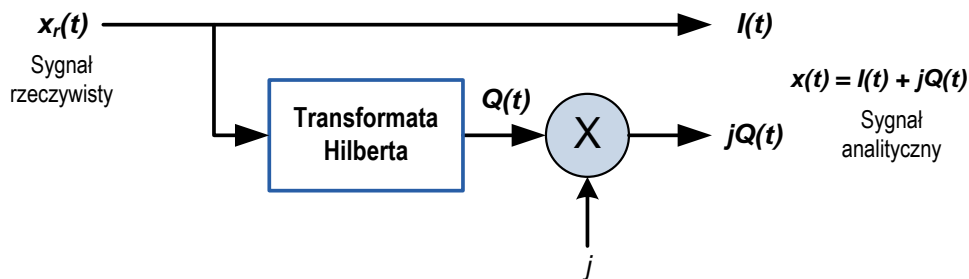 xᵣ(t)
Sygnał
rzeczywisty
I(t)
Transformata
Hilberta
Q(t)
X
j
jQ(t)
x(t) = I(t) + jQ(t)
Sygnał
analityczny